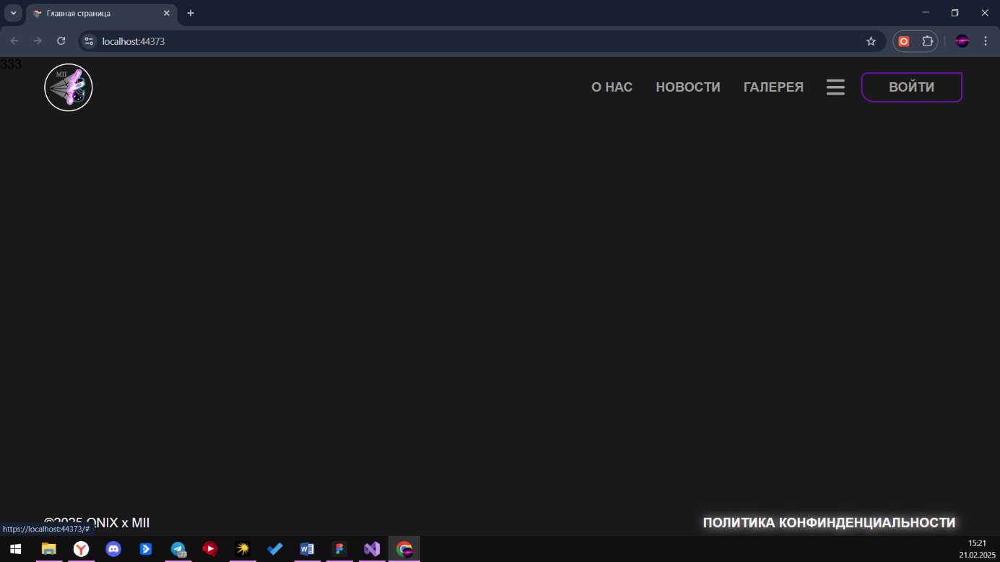 Главная страница
localhost:44373
333
MII
О НАС
НОВОСТИ
ГАЛЕРЕЯ
ВОЙТИ
©2025 ONIX x MII
ПОЛИТИКА КОНФИНДЕНЦИАЛЬНОСТИ
https://localhost:44373/#
15:21
21.02.2025